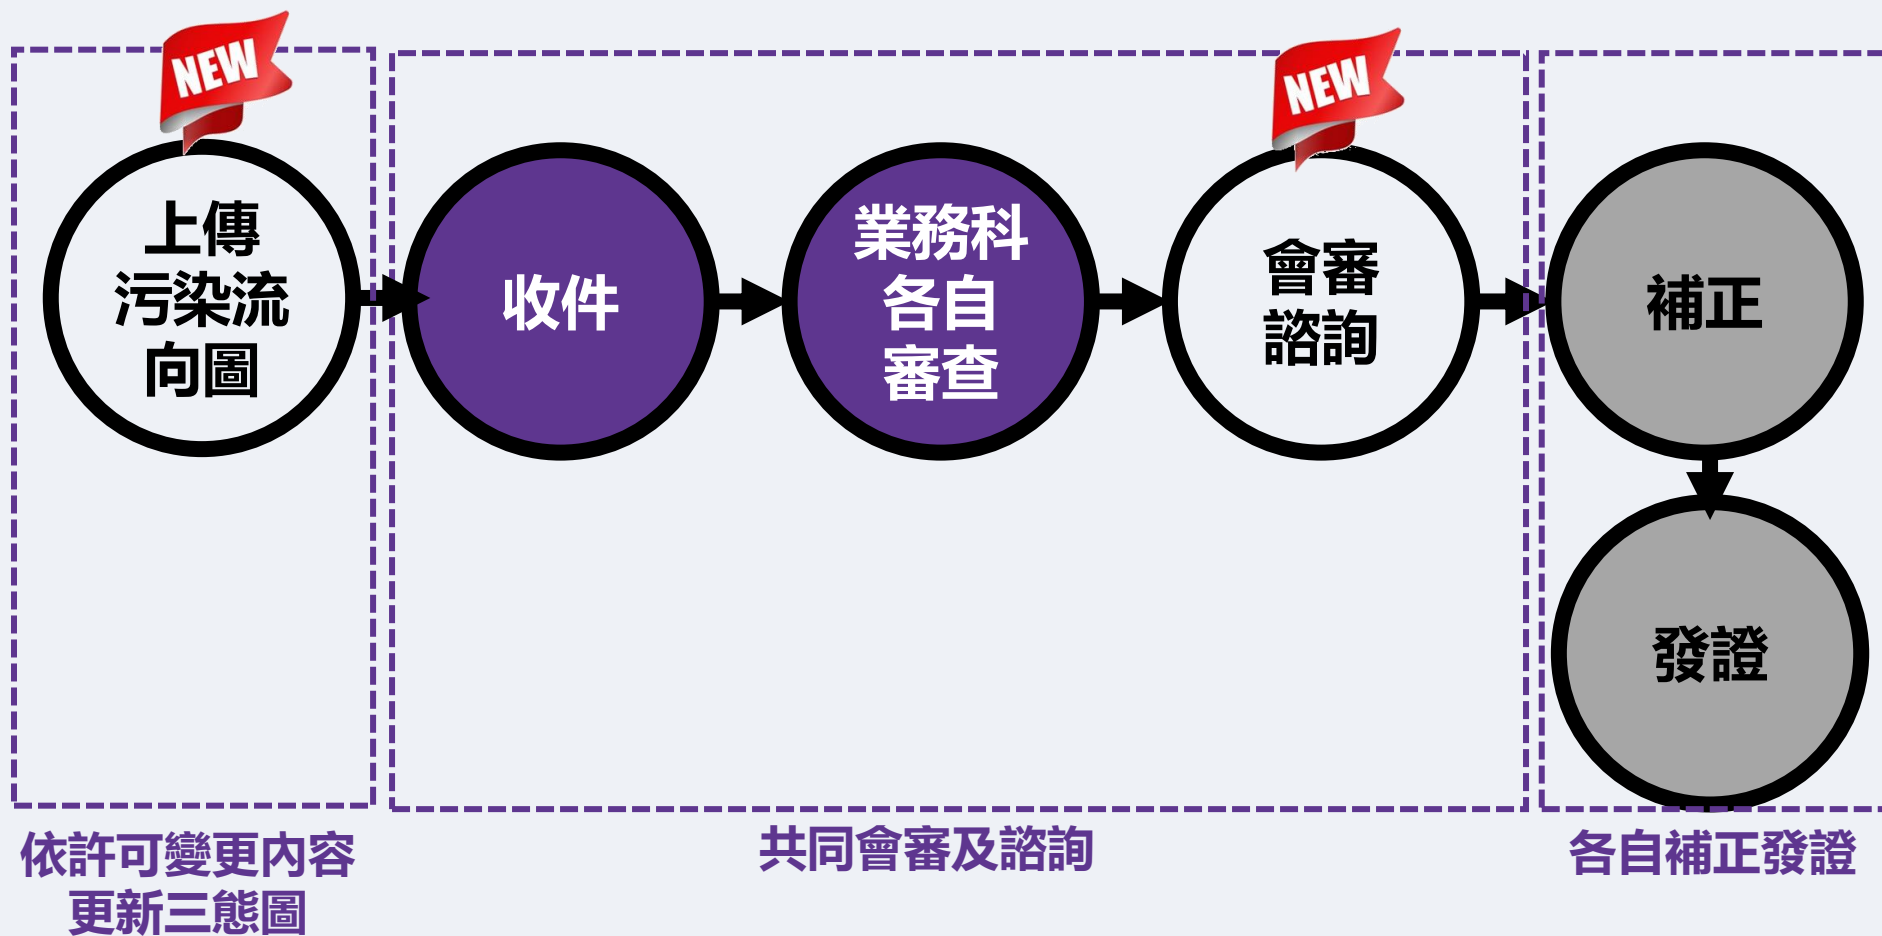 NEW
上傳
污染流
向圖
收件
業務科
各自
審查
NEW
會審
諮詢
補正
發證
依許可變更內容
更新三態圖
共同會審及諮詢
各自補正發證